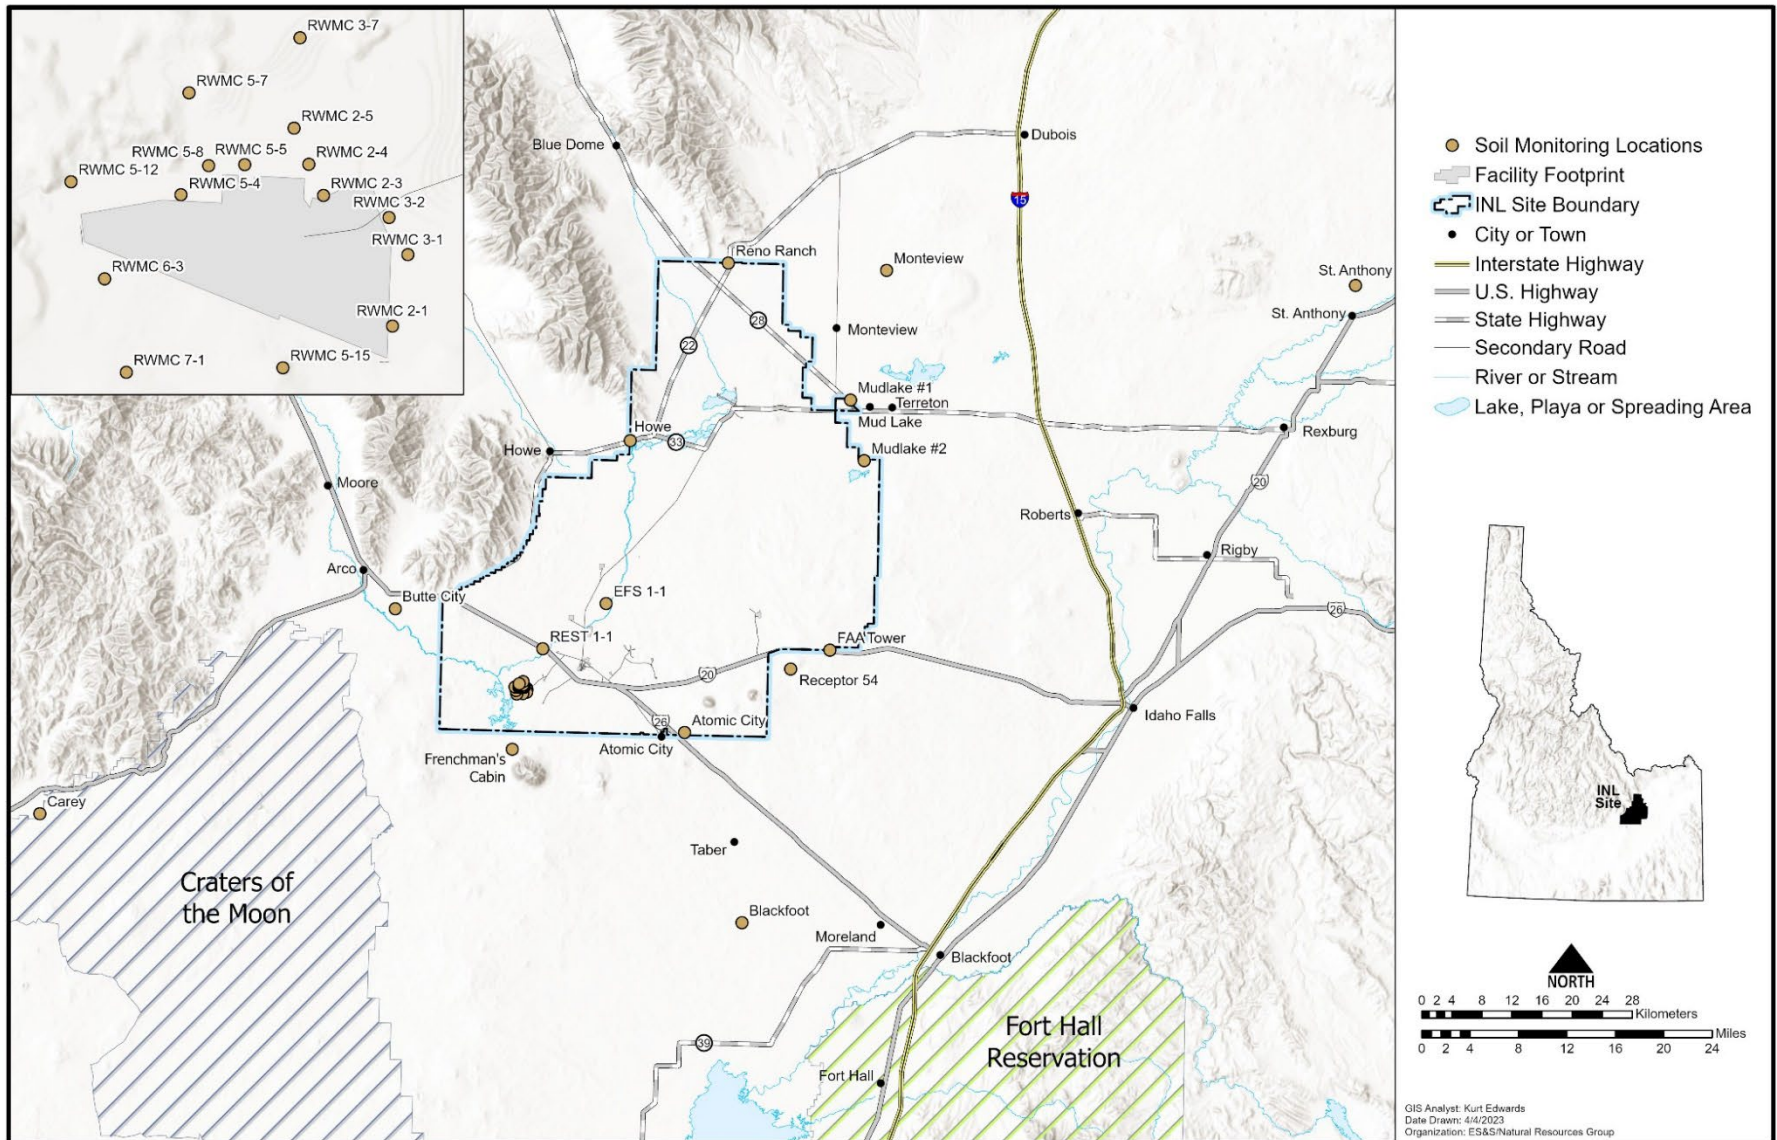 RWMC 3-7
RWMC 5-7
RWMC 2-5
RWMC 5-8
RWMC 5-5
RWMC 2-4
RWMC 5-12
RWMC 5-4
RWMC 2-3
RWMC 3-2
RWMC 3-1
RWMC 6-3
RWMC 2-1
RWMC 7-1
RWMC 5-15
Blue Dome
Dubois
15
Reno Ranch
Monteview
St. Anthony
28
Monteview
St. Anthony
22
Mudlake #1
Terreton
Mud Lake
Howe
33
Rexburg
Howe
Mudlake #2
Moore
20
Roberts
Rigby
Arco
Butte City
EFS 1-1
26
REST 1-1
FAA Tower
20
Receptor 54
Idaho Falls
26
Atomic City
Atomic City
Frenchman's
Cabin
Carey
Taber
Craters of
the Moon
Blackfoot
Moreland
Blackfoot
Fort Hall
Reservation
39
Fort Hall
Soil Monitoring Locations
Facility Footprint
INL Site Boundary
City or Town
Interstate Highway
U.S. Highway
State Highway
Secondary Road
River or Stream
Lake, Playa or Spreading Area
INL
Site
NORTH
0 2 4 8 12 16 20 24 28
Kilometers
Miles
0 2 4 8 12 16 20 24
GIS Analyst: Kurt Edwards
Date Drawn: 4/4/2023
Organization: ES&S/Natural Resources Group